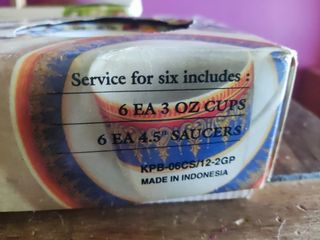 Service for six includes :
6 EA 3 OZ CUPS
6 EA 4.5" SAUCERS
KPB-06CS/12-2GP
MADE IN INDONESIA